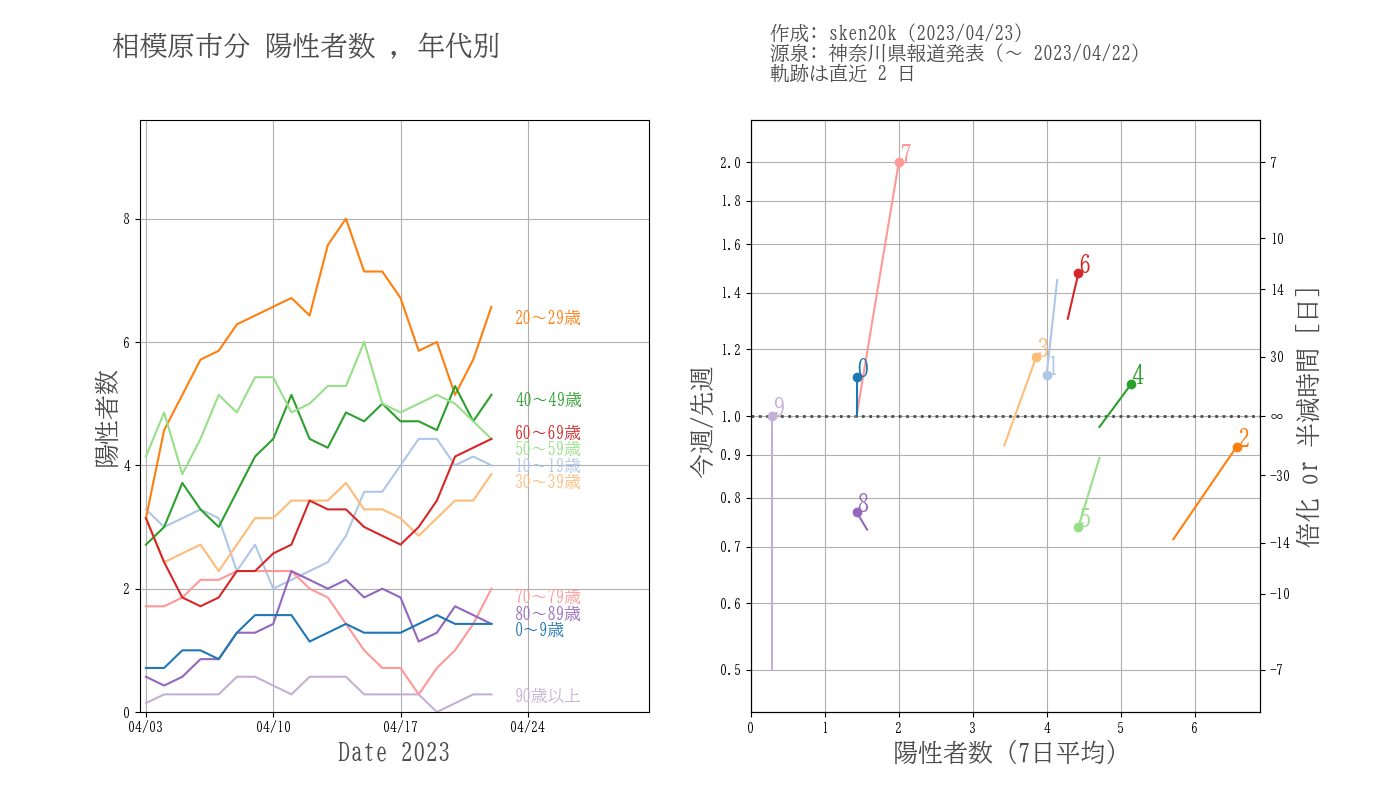 相模原市分 陽性者数 , 年代別
作成: sken20k (2023/04/23)
源泉: 神奈川県報道発表 (～ 2023/04/22)
軌跡は直近 2 日
陽性者数
8
6
4
2
0
20～29歳
40～49歳
60～69歳
50～59歳
10～19歳
30～39歳
70～79歳
80～89歳
0～9歳
90歳以上
04/03
04/10
04/17
04/24
Date 2023
今週/先週
2.0
1.8
1.6
1.4
1.2
1.0
0.9
0.8
0.7
0.6
0.5
7
6
3
0
1
4
9
2
8
5
7
10
14
30
∞
−30
−14
−10
−7
倍化 or 半減時間 [日]
0
1
2
3
4
5
6
陽性者数 (7日平均)